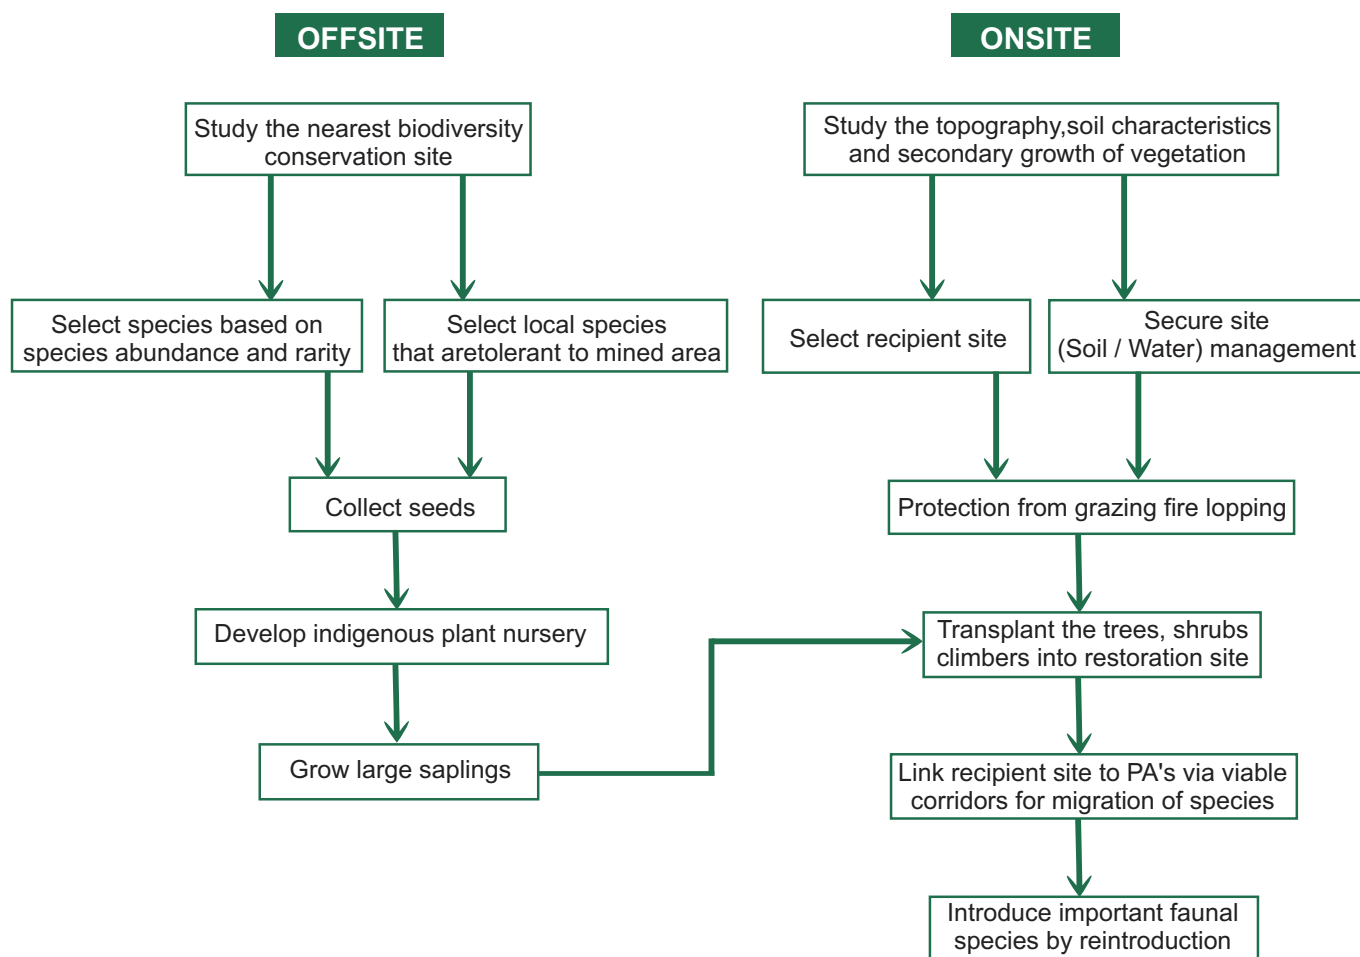 OFFSITE
Study the nearest biodiversity
conservation site
Select species based on
species abundance and rarity
Select local species
that aretolerant to mined area
Collect seeds
Develop indigenous plant nursery
Grow large saplings
ONSITE
Study the topography,soil characteristics
and secondary growth of vegetation
Select recipient site
Secure site
(Soil / Water) management
Protection from grazing fire lopping
Transplant the trees, shrubs
climbers into restoration site
Link recipient site to PA's via viable
corridors for migration of species
Introduce important faunal
species by reintroduction